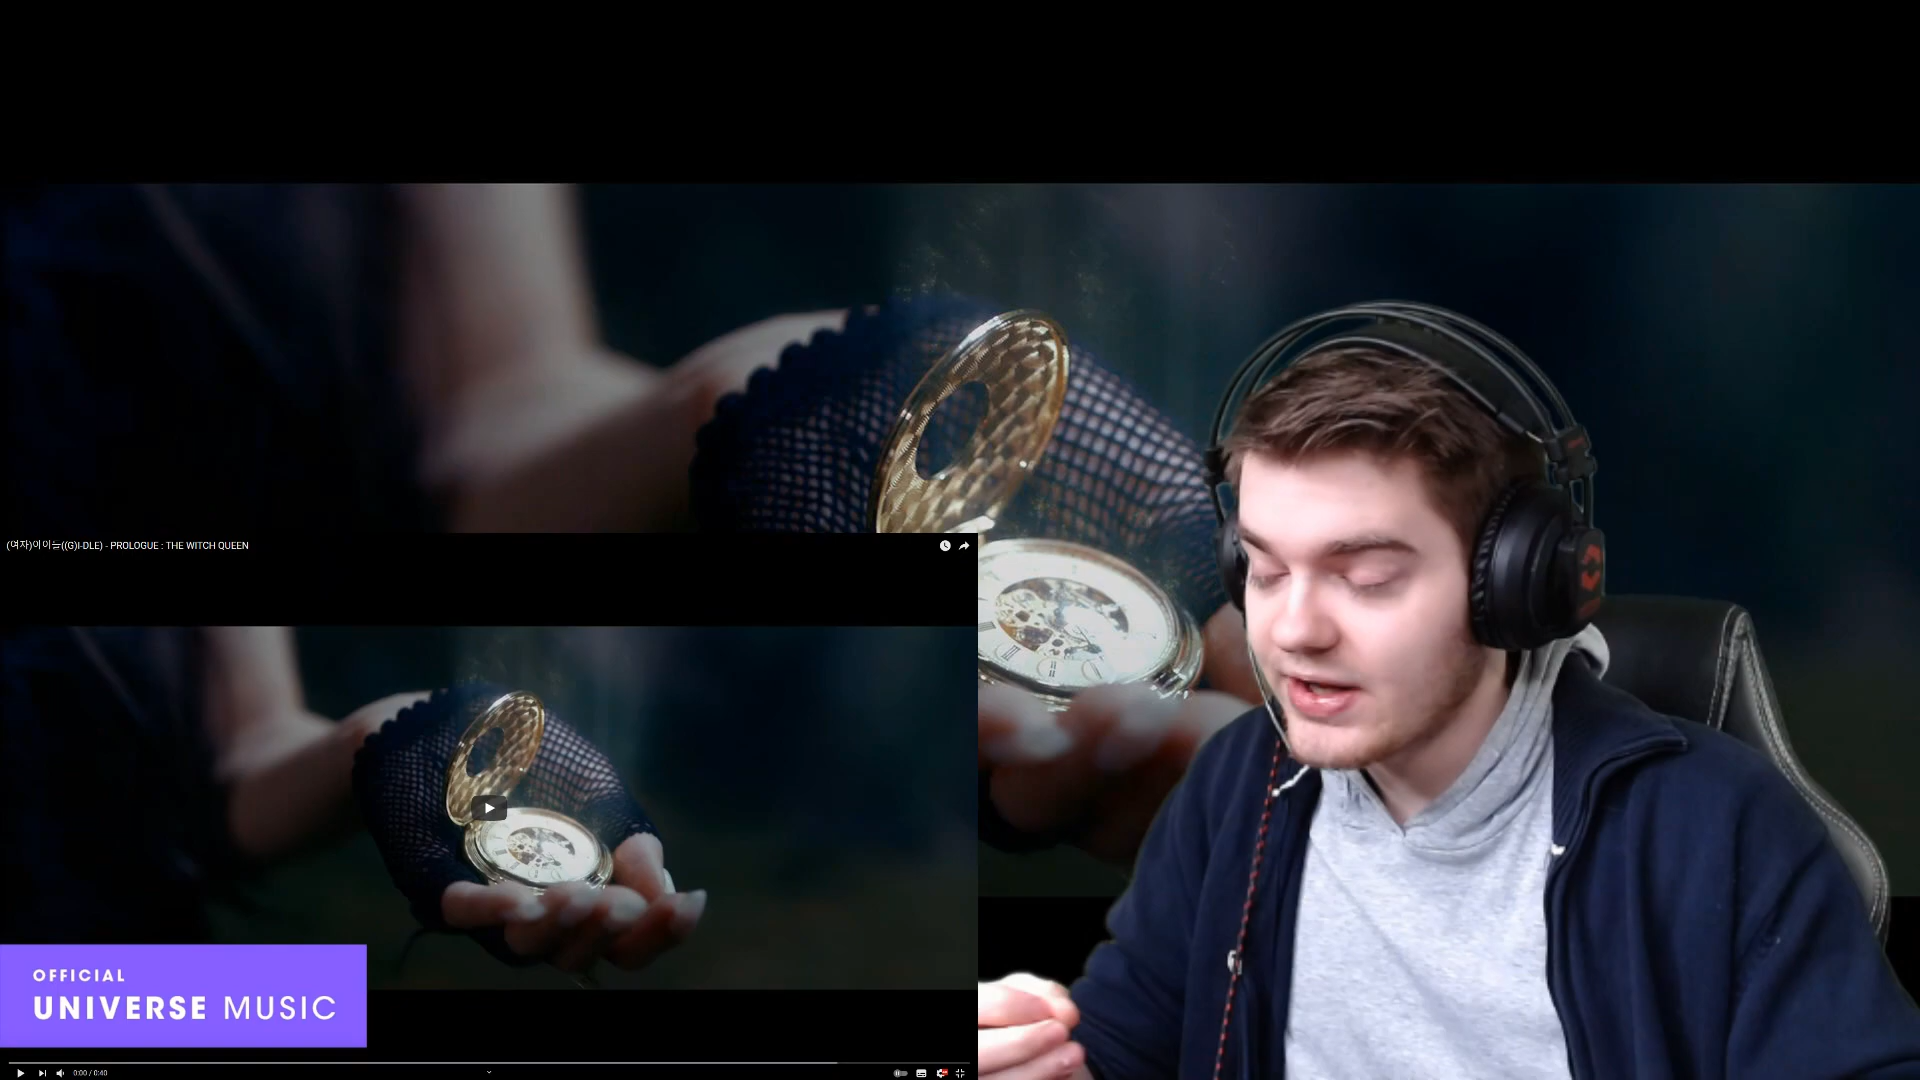 (여자)아이들((G)I-DLE) - PROLOGUE : THE WITCH QUEEN
OFFICIAL
UNIVERSE MUSIC
0:00 / 0:40